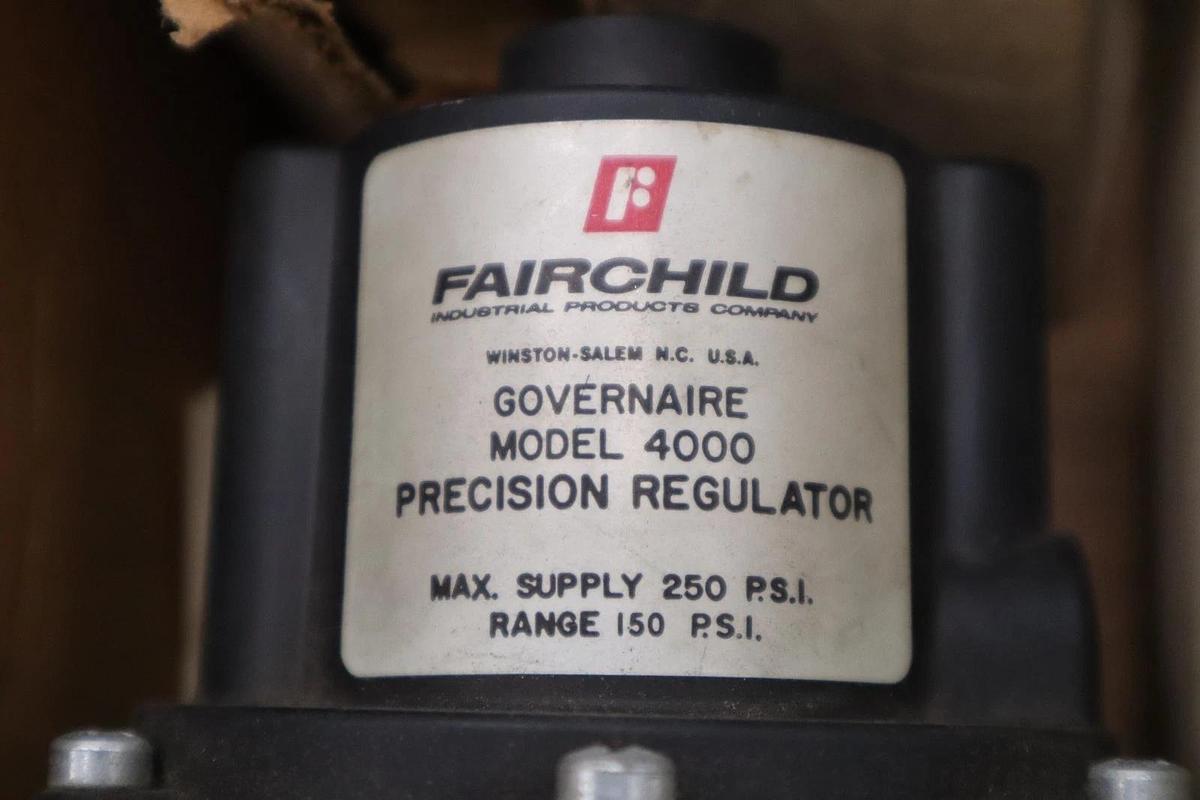 FAIRCHILD
INDUSTRIAL PRODUCTS COMPANY
WINSTON-SALEM N.C. U.S.A.
GOVERNAIRE
MODEL 4000
PRECISION REGULATOR
MAX. SUPPLY 250 P.S.I.
RANGE 150 P.S.I.